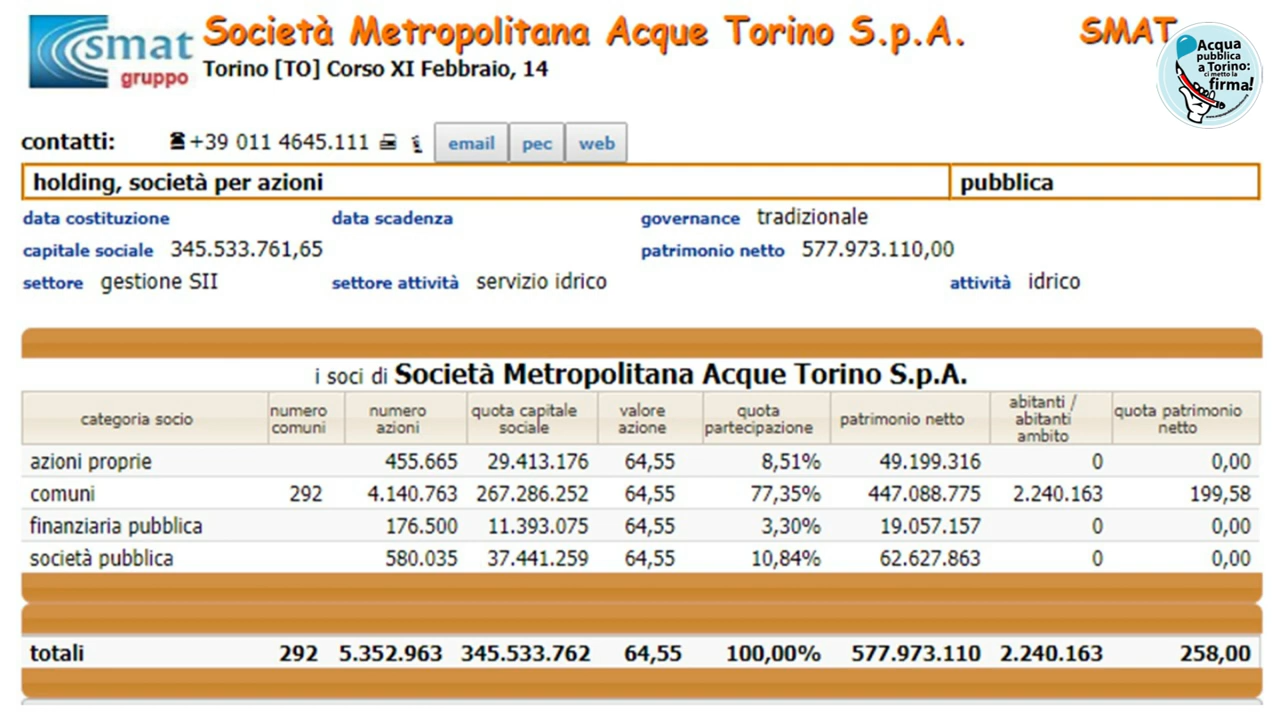 smat
gruppo
Società Metropolitana Acque Torino S.p.A.
SMAT
Torino [TO] Corso XI Febbraio, 14
Acqua
pubblica
a Torino:
ci metto la
firma!
contatti: +39 011 4645.111 email pec web
holding, società per azioni pubblica
data costituzione data scadenza governance tradizionale
capitale sociale 345.533.761,65 patrimonio netto 577.973.110,00
settore gestione SII settore attività servizio idrico attività idrico
i soci di Società Metropolitana Acque Torino S.p.A.
categoria socio numero comuni numero azioni quota capitale sociale valore azione quota partecipazione patrimonio netto abitanti / abitanti ambito quota patrimonio netto
azioni proprie 455.665 29.413.176 64,55 8,51% 49.199.316 0 0,00
comuni 292 4.140.763 267.286.252 64,55 77,35% 447.088.775 2.240.163 199,58
finanziaria pubblica 176.500 11.393.075 64,55 3,30% 19.057.157 0 0,00
società pubblica 580.035 37.441.259 64,55 10,84% 62.627.863 0 0,00
totali 292 5.352.963 345.533.762 64,55 100,00% 577.973.110 2.240.163 258,00